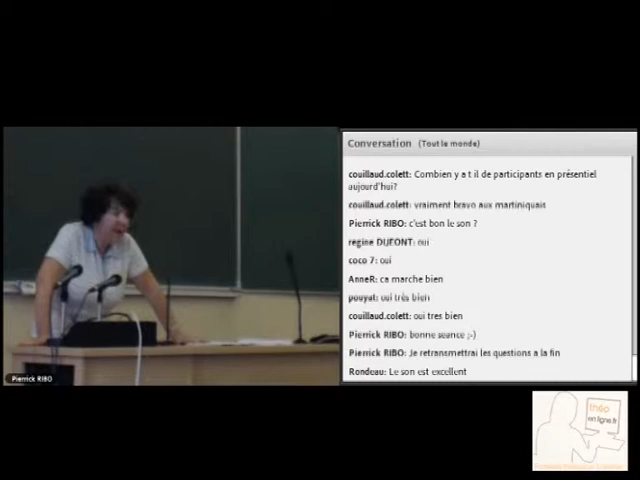 Conversation (Tout le monde)
couillaud.colett: Combien y a t il de participants en présentiel
aujourd'hui?
couillaud.colett: vraiment bravo aux martiniquais
Pierrick RIBO: c'est bon le son ?
regine DUFONT: oui
coco 7: oui
AnneR: ca marche bien
pouyat: oui très bien
couillaud.colett: oui tres bien
Pierrick RIBO: bonne seance ;-)
Pierrick RIBO: Je retransmettrai les questions a la fin
Rondeau: Le son est excellent
Pierrick RIBO
théo
en ligne.fr